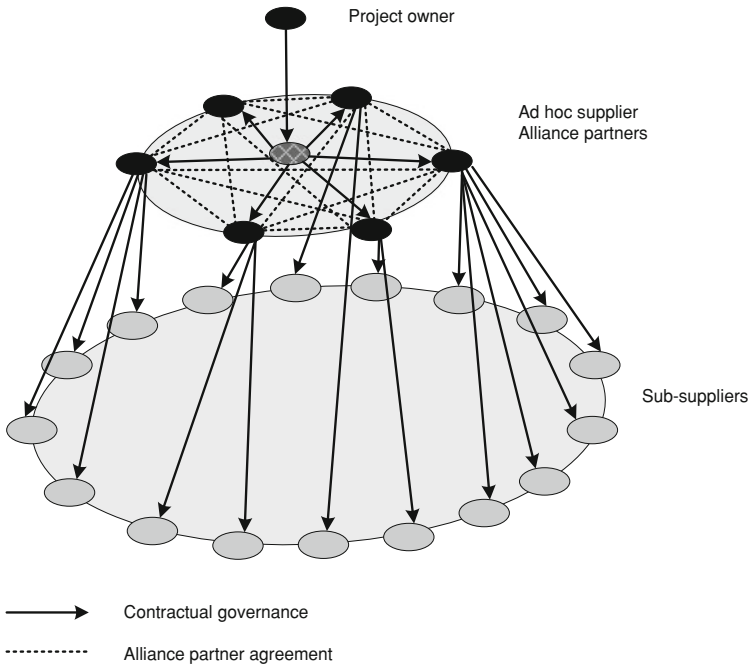 Project owner
Ad hoc supplier
Alliance partners
Sub-suppliers
Contractual governance
Alliance partner agreement